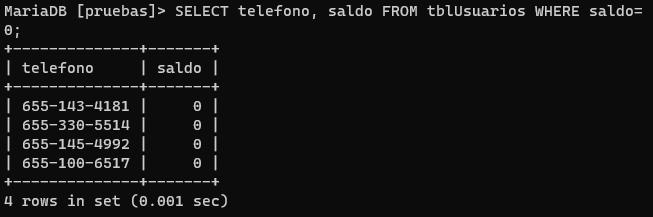 MariaDB [pruebas]> SELECT telefono, saldo FROM tblUsuarios WHERE saldo=
0;
+--------------+-------+
| telefono     | saldo |
+--------------+-------+
| 655-143-4181 |     0 |
| 655-330-5514 |     0 |
| 655-145-4992 |     0 |
| 655-100-6517 |     0 |
+--------------+-------+
4 rows in set (0.001 sec)